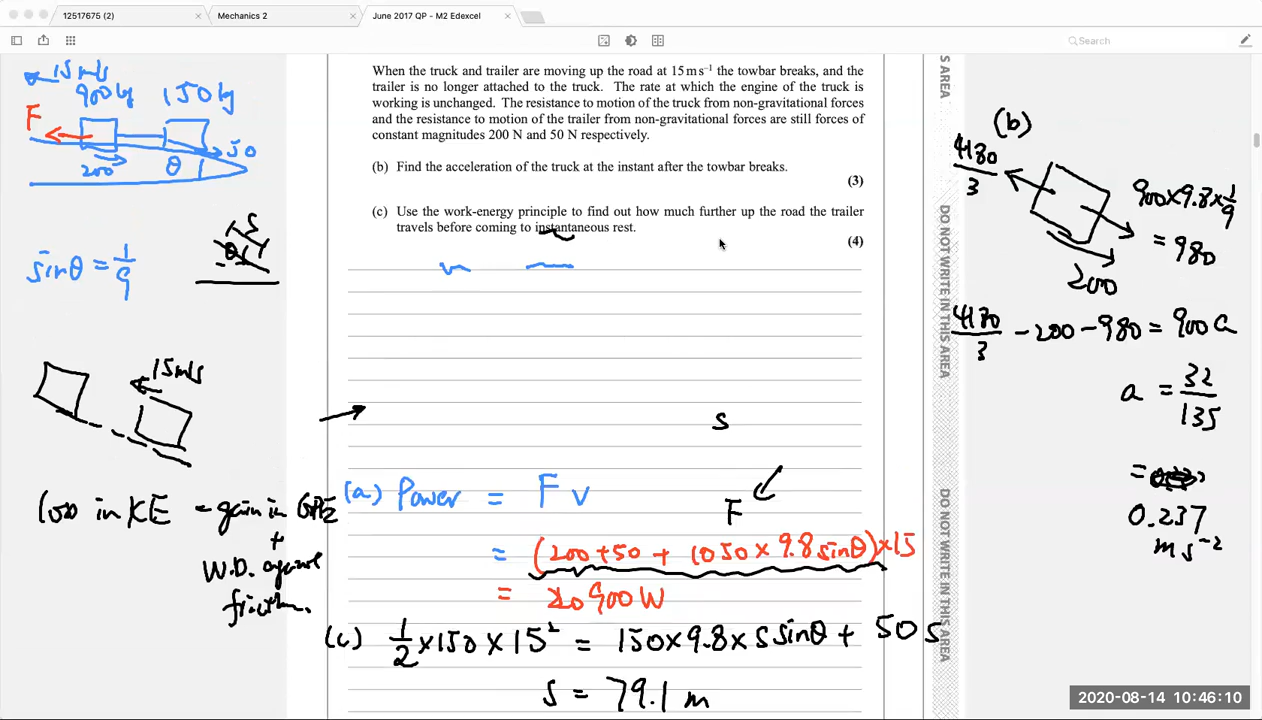 12517675 (2)
Mechanics 2
June 2017 QP - M2 Edexcel
Search
When the truck and trailer are moving up the road at 15 m s⁻¹ the towbar breaks, and the
trailer is no longer attached to the truck. The rate at which the engine of the truck is
working is unchanged. The resistance to motion of the truck from non-gravitational forces
and the resistance to motion of the trailer from non-gravitational forces are still forces of
constant magnitudes 200 N and 50 N respectively.
(b) Find the acceleration of the truck at the instant after the towbar breaks.
(3)
(c) Use the work-energy principle to find out how much further up the road the trailer
travels before coming to instantaneous rest.
(4)
15 m/s
900 kg 150 kg
F
50
200 θ
sinθ = 1/9
S
θ
15 m/s
loss in KE = gain in GPE
+
W.D. against
friction.
S
F
(a) Power = F v
= (200 + 50 + 1050 × 9.8 sinθ) × 15
= 20 900 W
(c) 1/2 × 150 × 15² = 150 × 9.8 × s sinθ + 50 s
s = 79.1 m
S AREA
DO NOT WRITE IN THIS AREA
DO NOT WRITE IN THIS AREA
(b)
4180/3
900 × 9.8 × 1/9
= 980
200
4180/3 - 200 - 980 = 900 a
a = 32/135
=
0.237
m s⁻²
2020-08-14 10:46:10